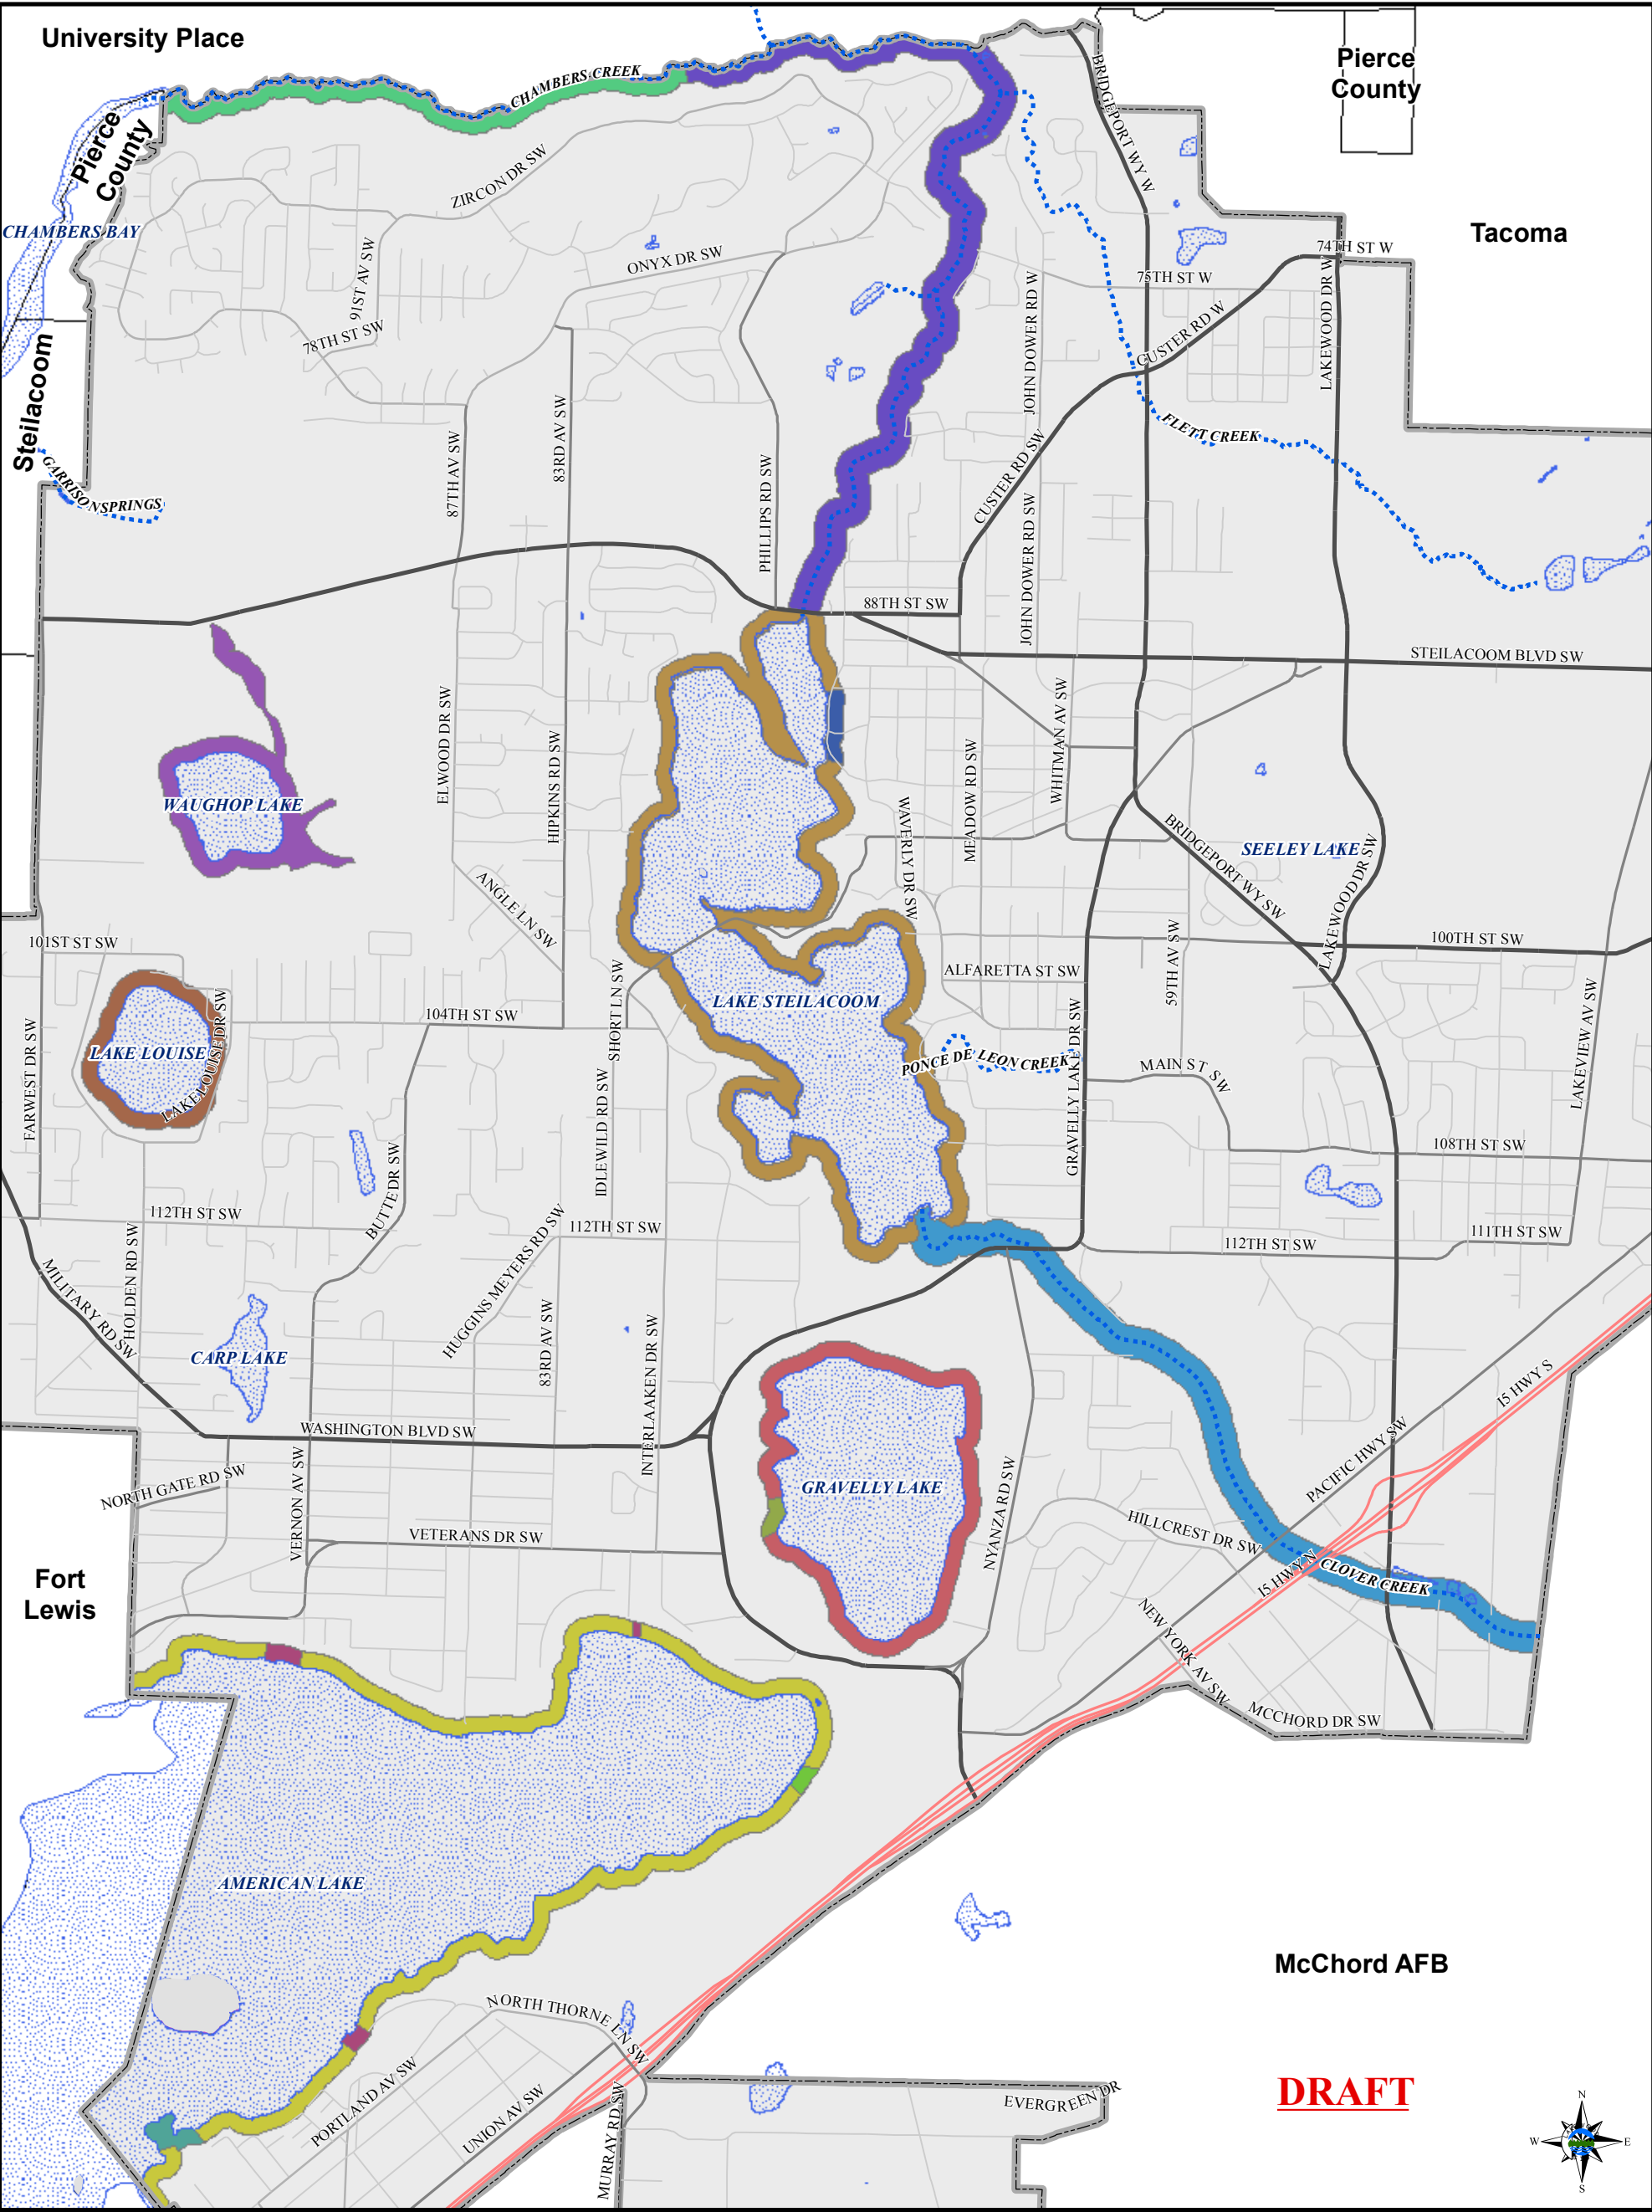 University Place
Pierce
County
CHAMBERS CREEK
BRIDGEPORT WY W
Pierce
County
ZIRCON DR SW
CHAMBERS BAY
Tacoma
74TH ST W
91ST AV SW
ONYX DR SW
75TH ST W
JOHN DOWER RD W
LAKEWOOD DR W
78TH ST SW
CUSTER RD W
Steilacoom
FLETT CREEK
87TH AV SW
83RD AV SW
PHILLIPS RD SW
CUSTER RD SW
GARRISONSPRINGS
JOHN DOWER RD SW
88TH ST SW
STEILACOOM BLVD SW
ELWOOD DR SW
HIPKINS RD SW
WHITMAN AV SW
MEADOW RD SW
WAUGHOP LAKE
WAVERLY DR SW
BRIDGEPORT WY SW
SEELEY LAKE
LAKEWOOD DR SW
ANGLE LN SW
101ST ST SW
100TH ST SW
59TH AV SW
ALFARETTA ST SW
LAKE STEILACOOM
SHORT LN SW
104TH ST SW
LAKE LOUISE
LAKE LOUISE DR SW
FARWEST DR SW
PONCE DE LEON CREEK
GRAVELLY LAKE DR SW
MAIN ST SW
LAKEVIEW AV SW
108TH ST SW
IDLEWILD RD SW
BUTTE DR SW
112TH ST SW
112TH ST SW
112TH ST SW
111TH ST SW
HOLDEN RD SW
MILITARY RD SW
HUGGINS MEYERS RD SW
83RD AV SW
INTERLAAKEN DR SW
CARP LAKE
WASHINGTON BLVD SW
I5 HWY S
PACIFIC HWY SW
NORTH GATE RD SW
VERNON AV SW
GRAVELLY LAKE
NYANZA RD SW
VETERANS DR SW
HILLCREST DR SW
I5 HWY N
CLOVER CREEK
Fort
Lewis
NEW YORK AV SW
MCCHORD DR SW
AMERICAN LAKE
McChord AFB
NORTH THORNE LN SW
PORTLAND AV SW
UNION AV SW
MURRAY RD SW
EVERGREEN DR
DRAFT
N
W
E
S